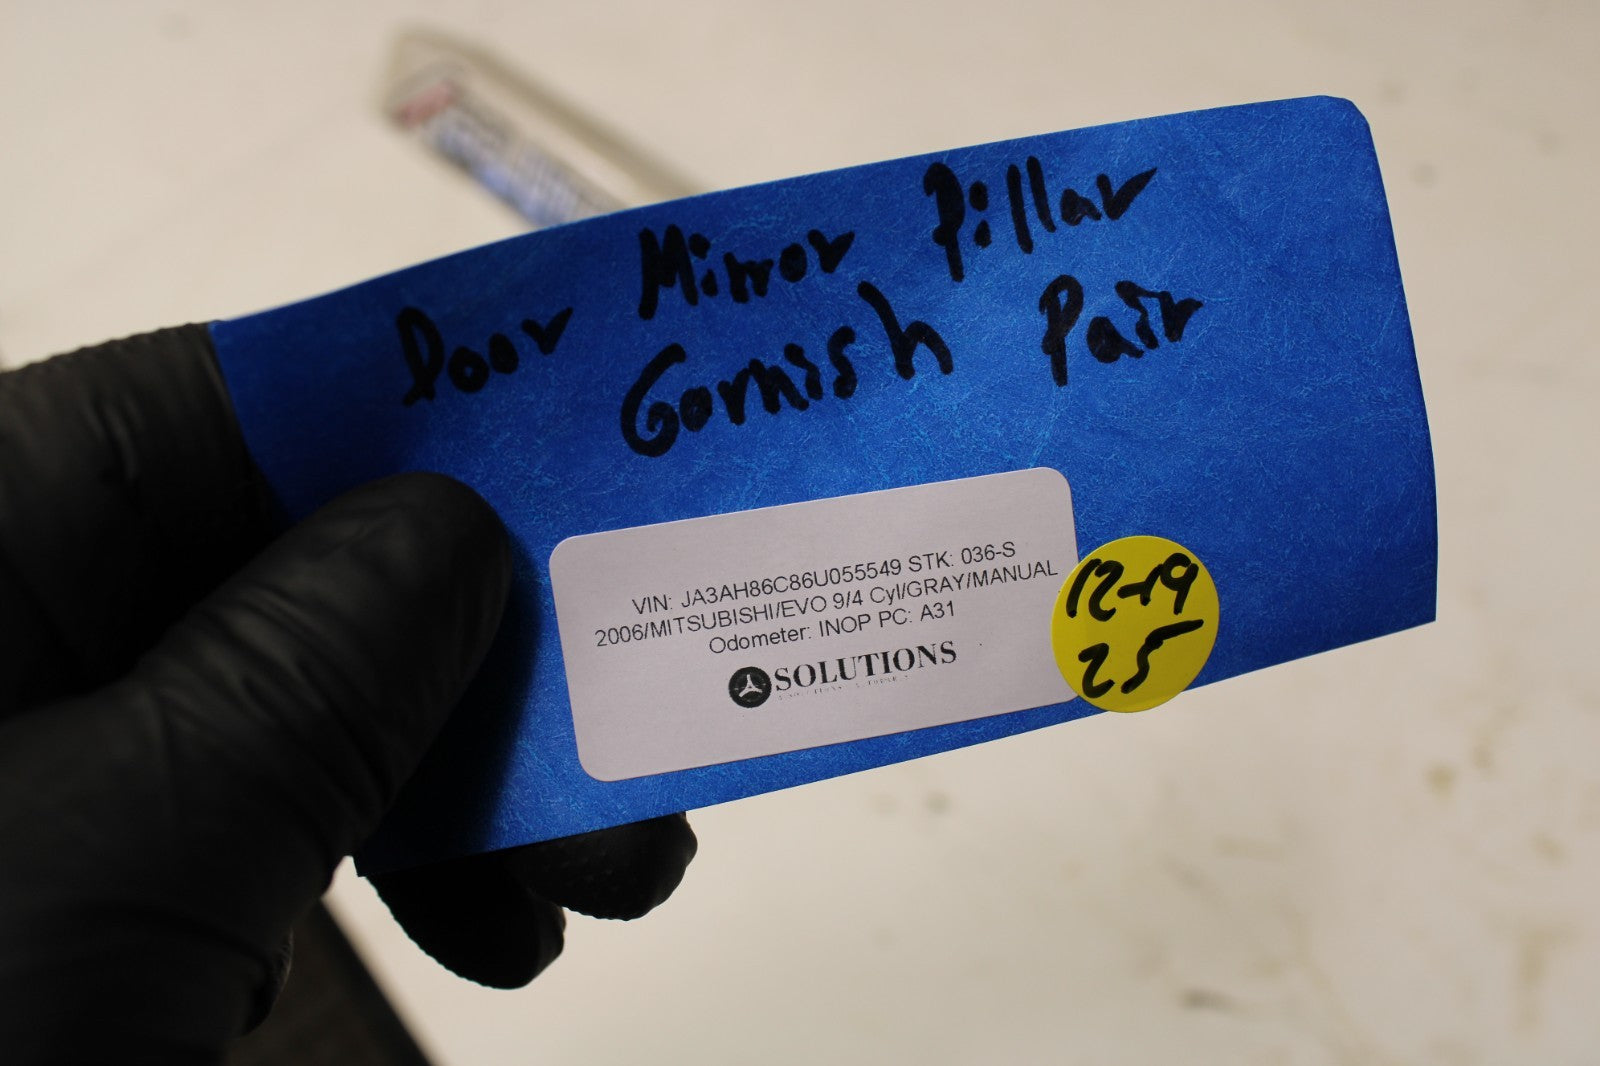 Door Mirror Pillar
Garnish Pair
VIN: JA3AH86C86U055549 STK: 036-S
2006/MITSUBISHI/EVO 9/4 Cyl/GRAY/MANUAL
Odometer: INOP PC: A31
SOLUTIONS
12-19
25